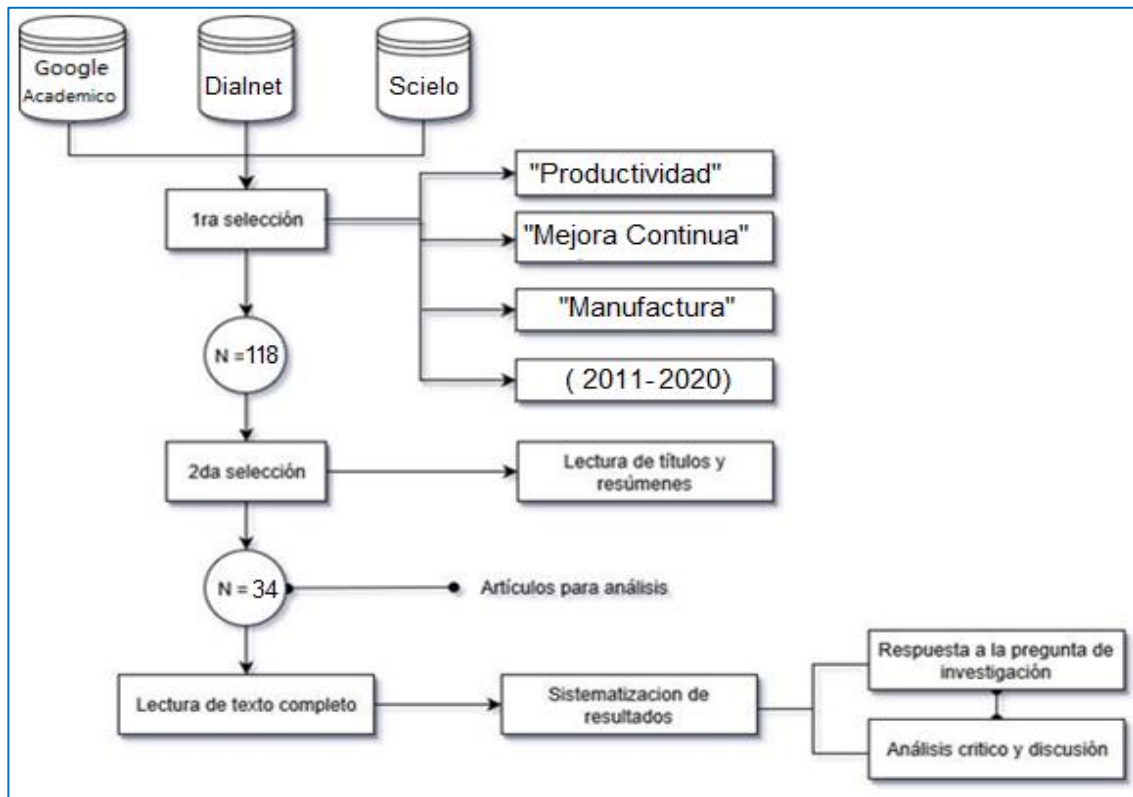 Google
Academico
Dialnet
Scielo
"Productividad"
1ra selección
"Mejora Continua"
"Manufactura"
N =118
( 2011-2020)
2da selección
Lectura de títulos y
resúmenes
N = 34
Artículos para análisis
Lectura de texto completo
Sistematizacion de
resultados
Respuesta a la pregunta de
investigación
Análisis critico y discusión